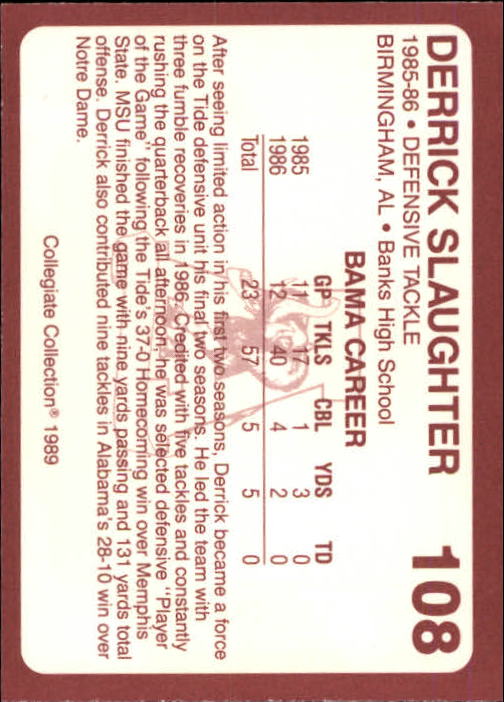 DERRICK SLAUGHTER 108
1985-86 • DEFENSIVE TACKLE
BIRMINGHAM, AL • Banks High School
BAMA CAREER
GP TKLS CBL YDS TD
1985 11 17 1 3 0
1986 12 40 4 2 0
Total 23 57 5 5 0
After seeing limited action in his first two seasons, Derrick became a force
on the Tide defensive unit his final two seasons. He led the team with
three fumble recoveries in 1986. Credited with five tackles and constantly
rushing the quarterback all afternoon, he was selected defensive "Player
of the Game" following the Tide's 37-0 Homecoming win over Memphis
State. MSU finished the game with nine yards passing and 131 yards total
offense. Derrick also contributed nine tackles in Alabama's 28-10 win over
Notre Dame.
Collegiate Collection® 1989